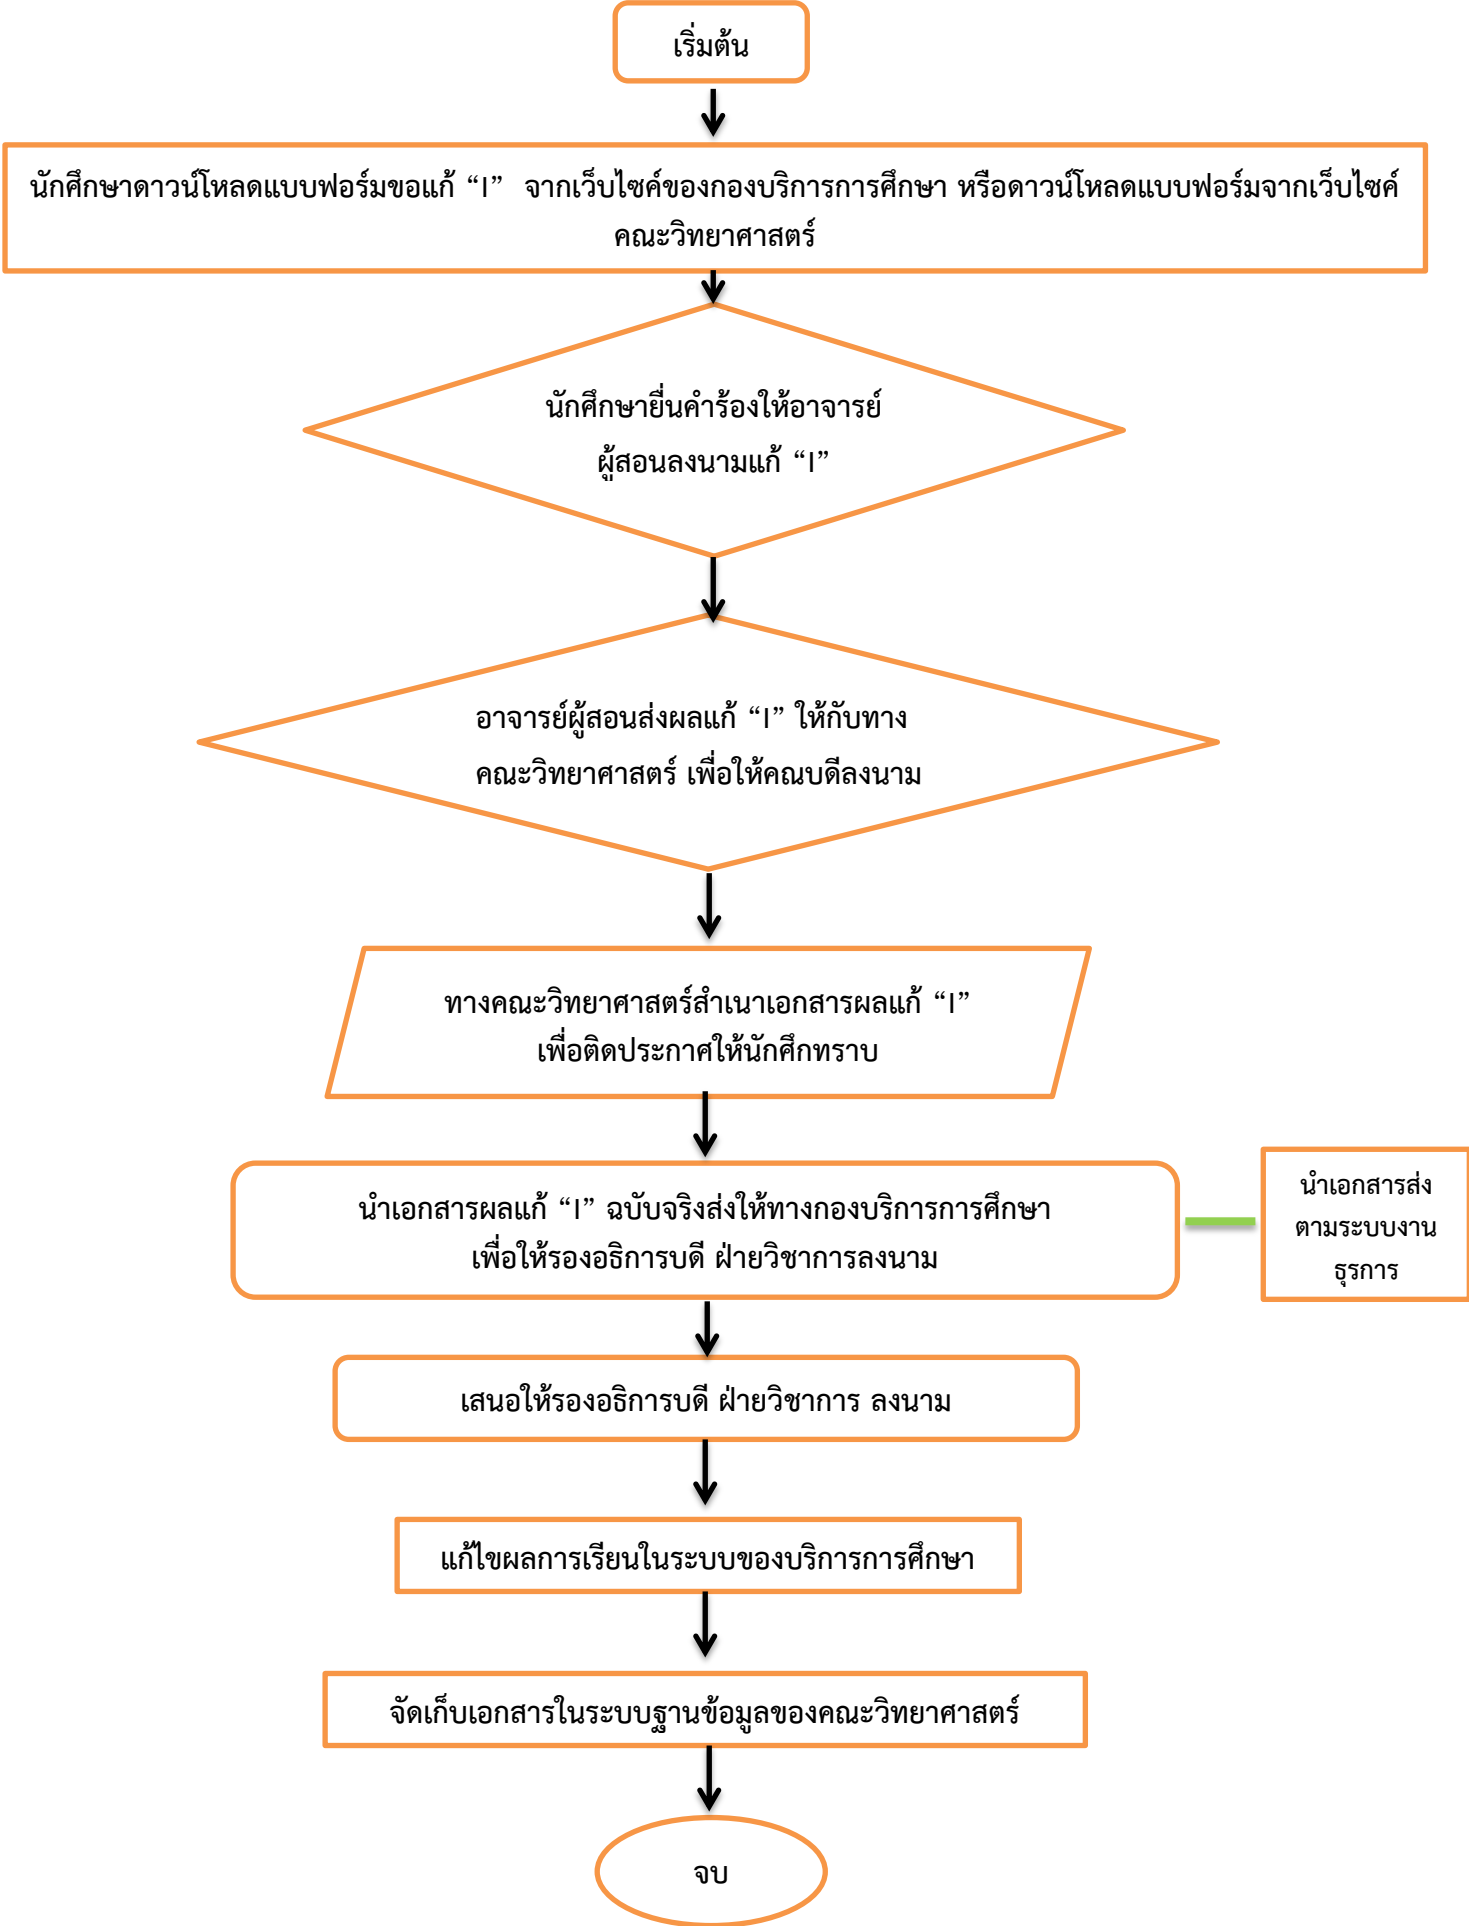 เริ่มต้น
นักศึกษาดาวน์โหลดแบบฟอร์มขอแก้ “I” จากเว็บไซค์ของกองบริการการศึกษา หรือดาวน์โหลดแบบฟอร์มจากเว็บไซค์
คณะวิทยาศาสตร์
นักศึกษายื่นคำร้องให้อาจารย์
ผู้สอนลงนามแก้ “I”
อาจารย์ผู้สอนส่งผลแก้ “I” ให้กับทาง
คณะวิทยาศาสตร์ เพื่อให้คณบดีลงนาม
ทางคณะวิทยาศาสตร์สำเนาเอกสารผลแก้ “I”
เพื่อติดประกาศให้นักศึกทราบ
นำเอกสารผลแก้ “I” ฉบับจริงส่งให้ทางกองบริการการศึกษา
เพื่อให้รองอธิการบดี ฝ่ายวิชาการลงนาม
นำเอกสารส่ง
ตามระบบงาน
ธุรการ
เสนอให้รองอธิการบดี ฝ่ายวิชาการ ลงนาม
แก้ไขผลการเรียนในระบบของบริการการศึกษา
จัดเก็บเอกสารในระบบฐานข้อมูลของคณะวิทยาศาสตร์
จบ